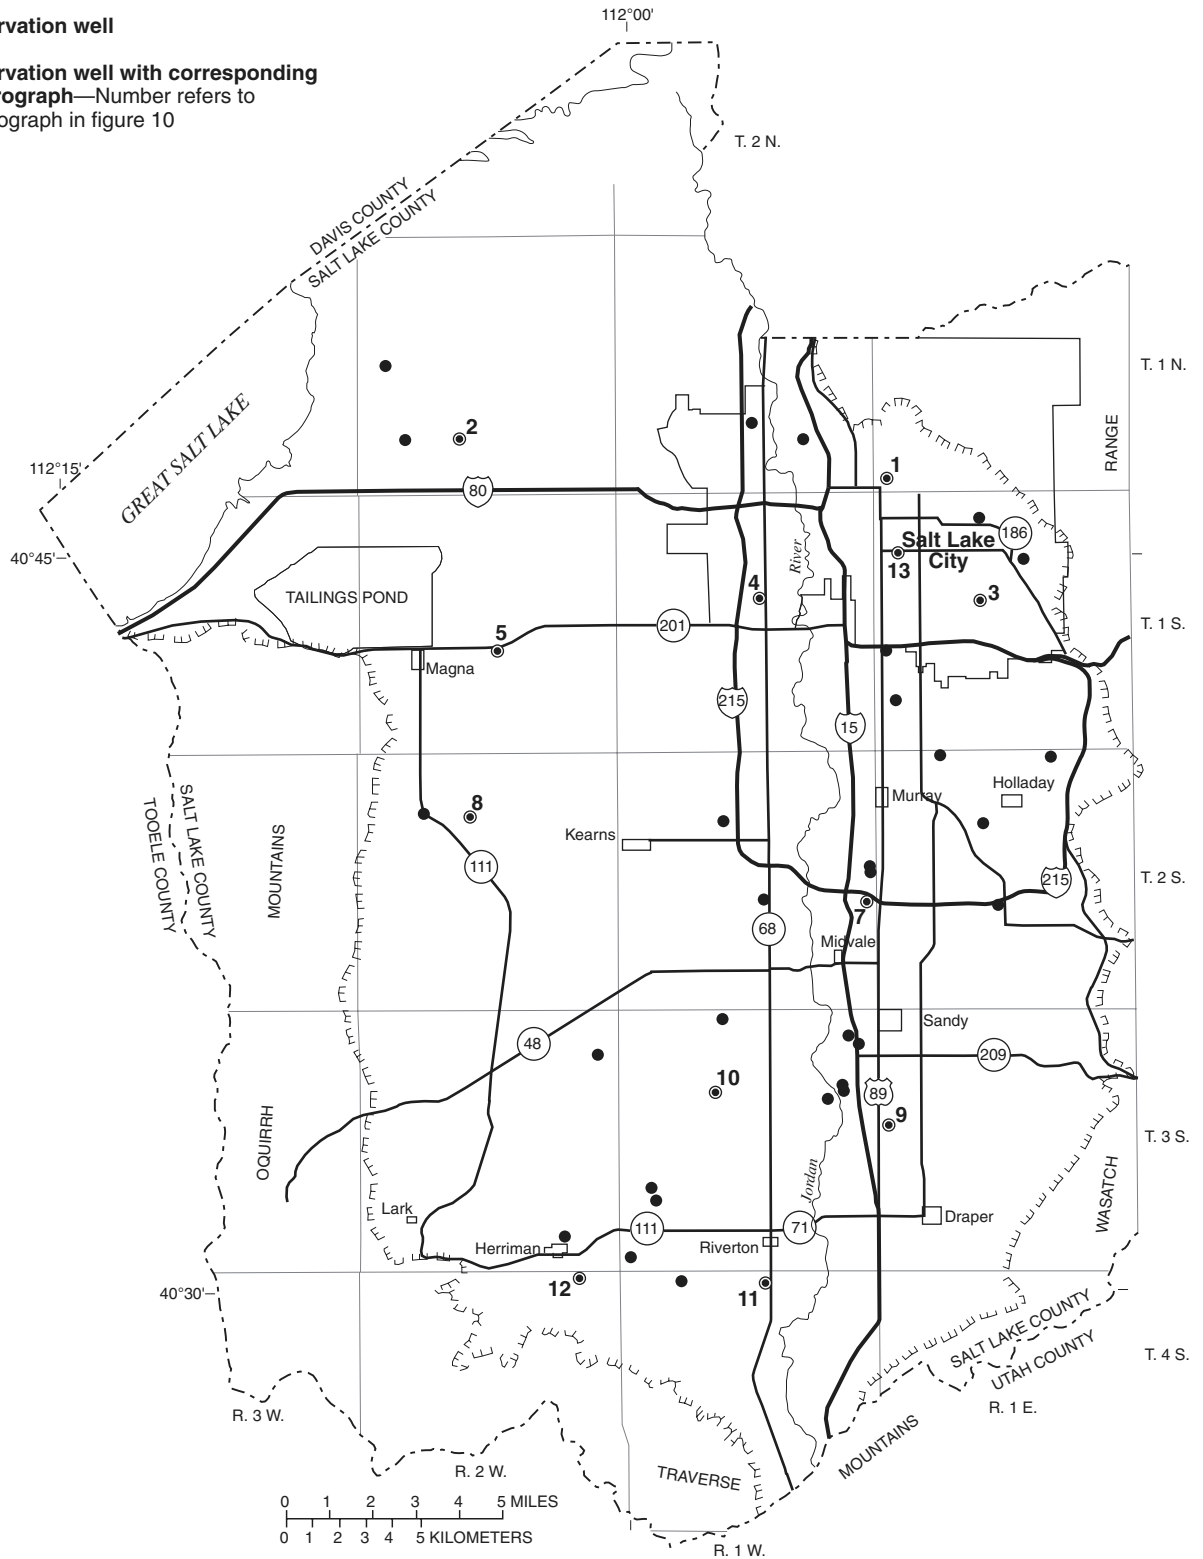 rvation well
rvation well with corresponding
rograph—Number refers to
ograph in figure 10
112°00'
T. 2 N.
DAVIS COUNTY
SALT LAKE COUNTY
T. 1 N.
GREAT SALT LAKE
RANGE
2
112°15'
1
80
186
Salt Lake
City
13
River
40°45'
4
3
TAILINGS POND
201
T. 1 S.
5
Magna
215
15
Holladay
Murray
8
SALT LAKE COUNTY
TOOELE COUNTY
MOUNTAINS
Kearns
111
215
T. 2 S.
7
68
Midvale
Sandy
48
209
10
89
9
OQUIRRH
T. 3 S.
Jordan
WASATCH
Lark
111
71
Draper
Herriman
Riverton
12
11
40°30'
SALT LAKE COUNTY
UTAH COUNTY
T. 4 S.
R. 3 W.
R. 1 E.
MOUNTAINS
R. 2 W.
TRAVERSE
0 1 2 3 4 5 MILES
0 1 2 3 4 5 KILOMETERS
R. 1 W.